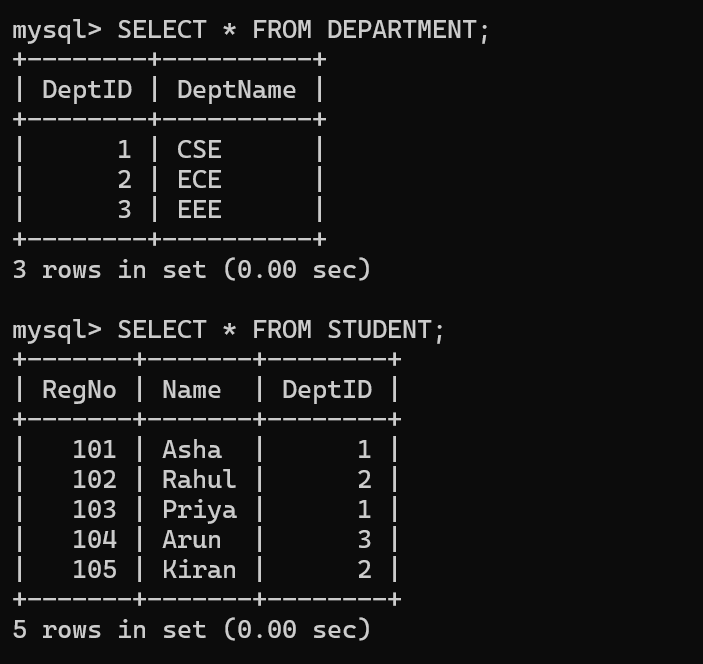 mysql> SELECT * FROM DEPARTMENT;
+--------+----------+
| DeptID | DeptName |
+--------+----------+
|      1 | CSE      |
|      2 | ECE      |
|      3 | EEE      |
+--------+----------+
3 rows in set (0.00 sec)

mysql> SELECT * FROM STUDENT;
+-------+-------+--------+
| RegNo | Name  | DeptID |
+-------+-------+--------+
|   101 | Asha  |      1 |
|   102 | Rahul |      2 |
|   103 | Priya |      1 |
|   104 | Arun  |      3 |
|   105 | Kiran |      2 |
+-------+-------+--------+
5 rows in set (0.00 sec)